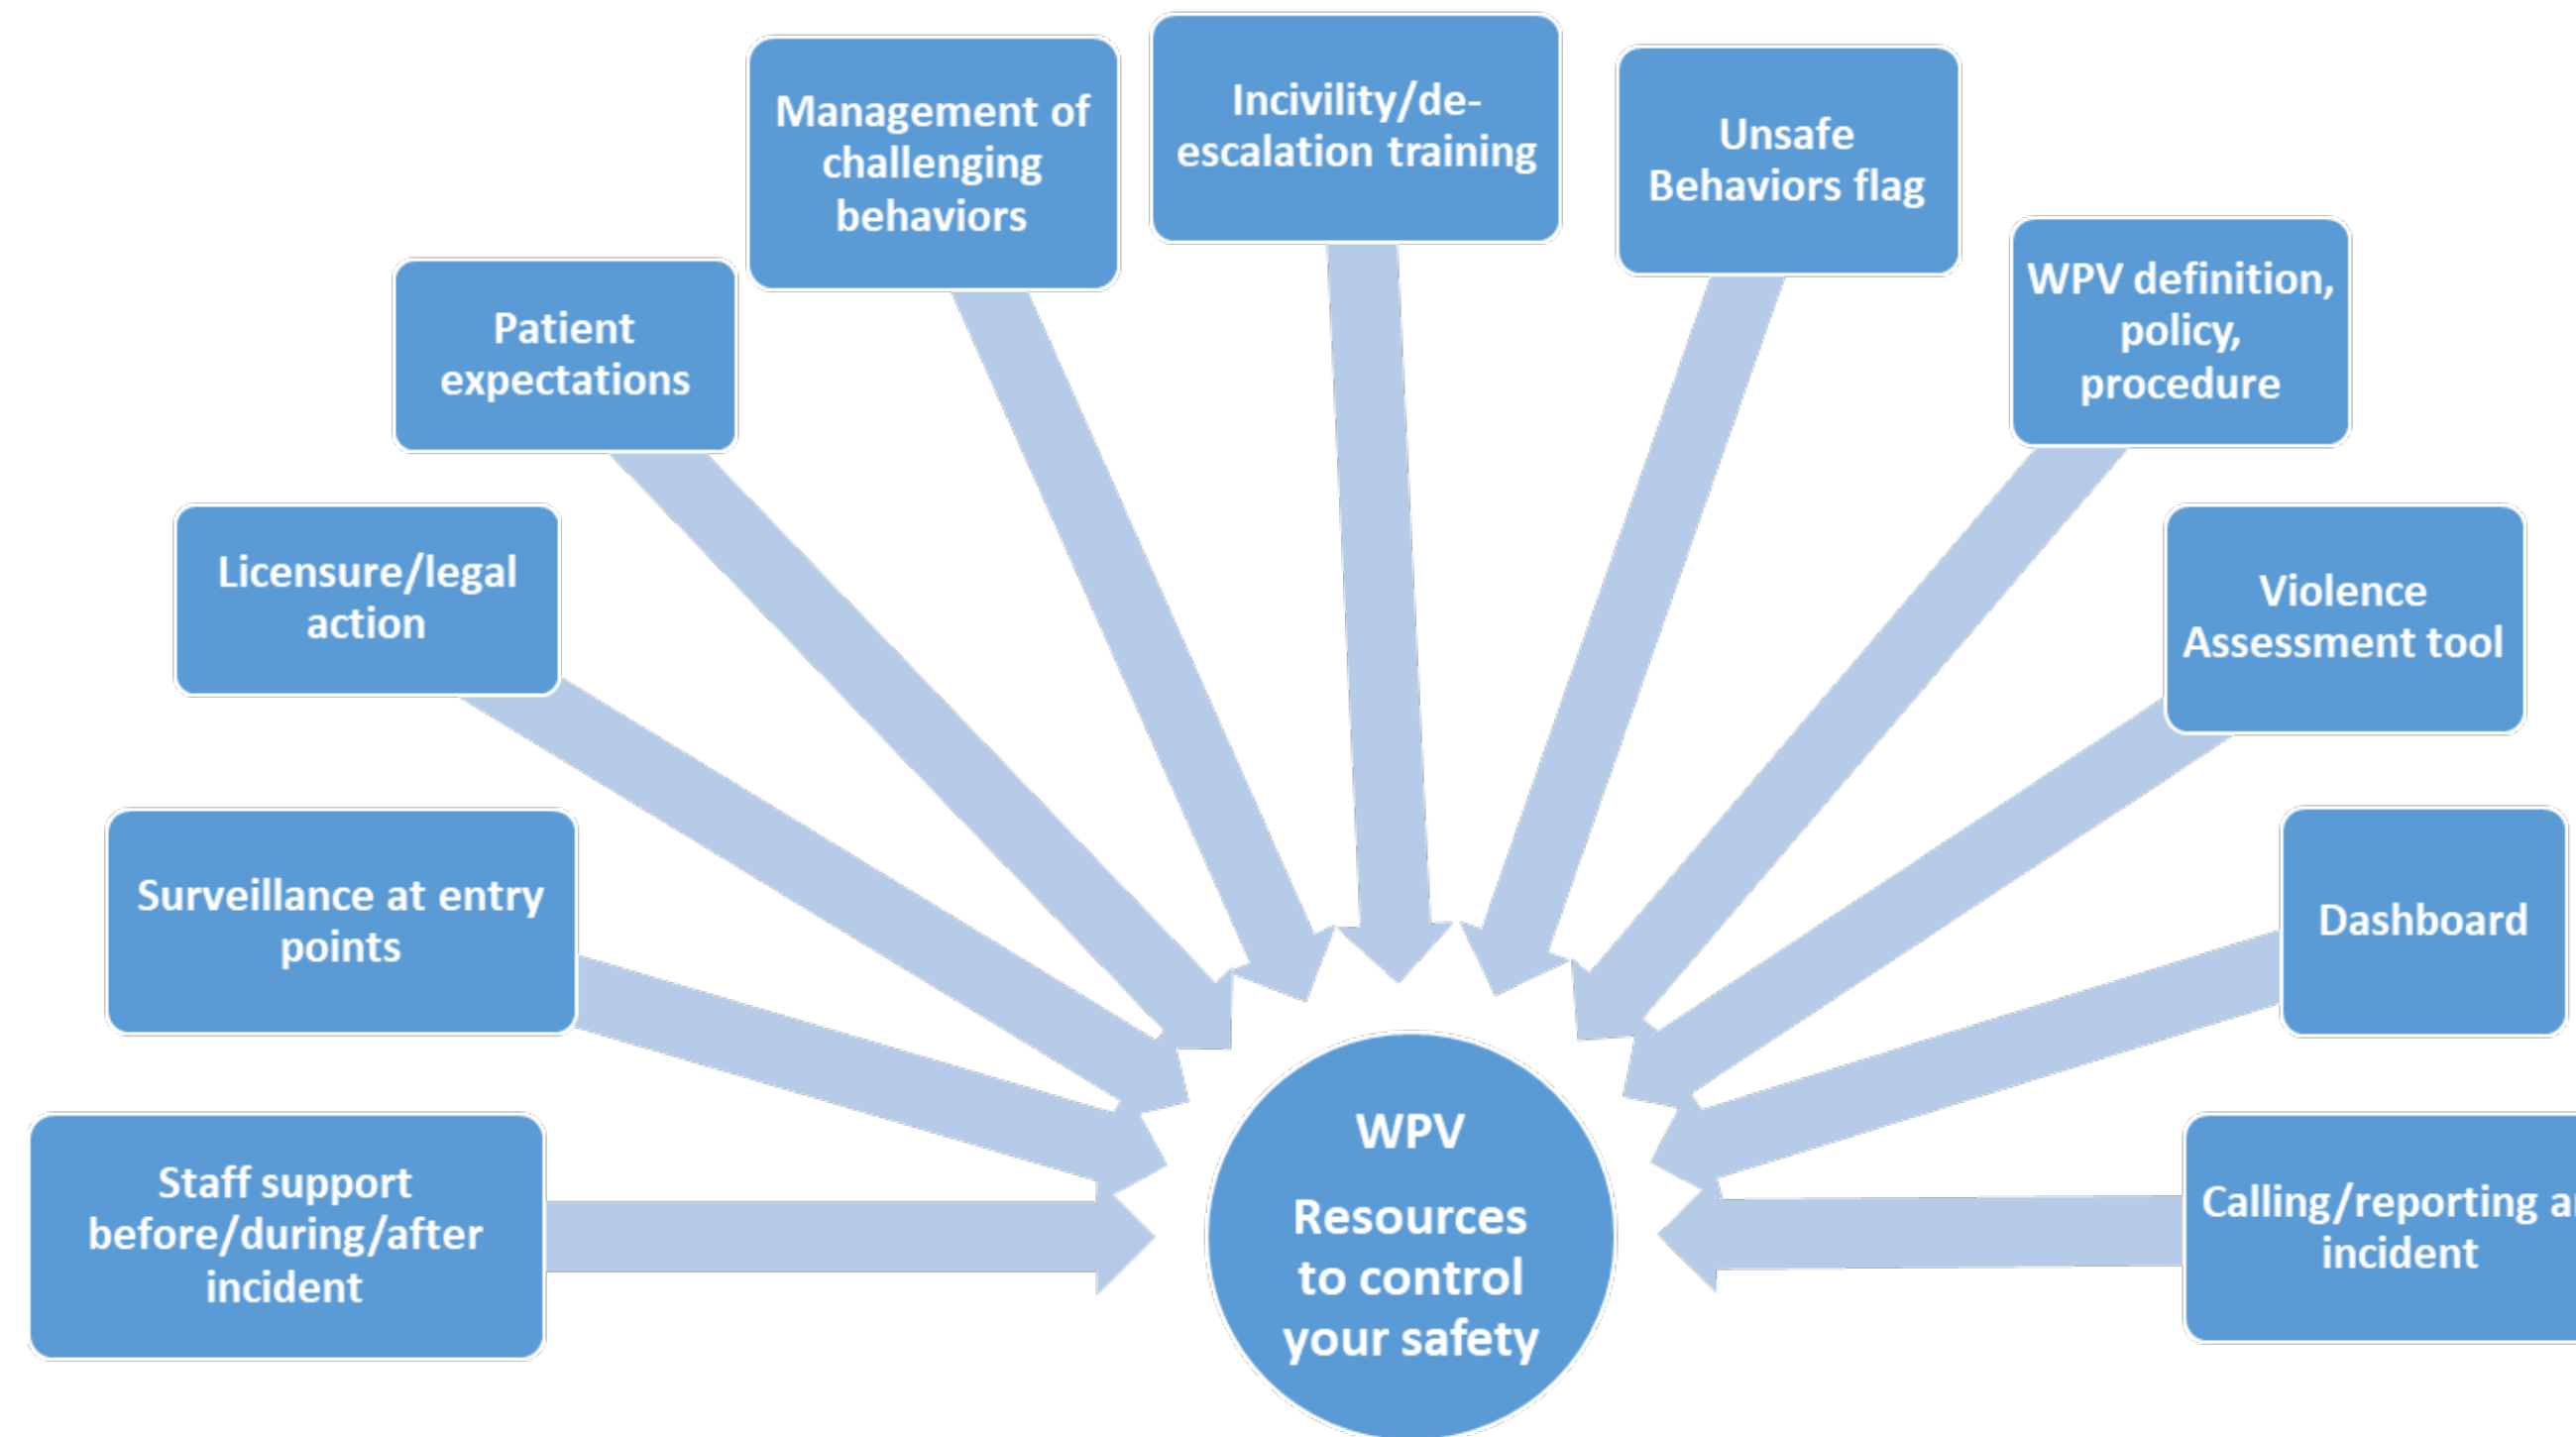 Incivility/de-
escalation training
Management of
challenging
behaviors
Unsafe
Behaviors flag
Patient
expectations
WPV definition,
policy,
procedure
Licensure/legal
action
Violence
Assessment tool
Surveillance at entry
points
Dashboard
Staff support
before/during/after
incident
WPV
Resources
to control
your safety
Calling/reporting
incident